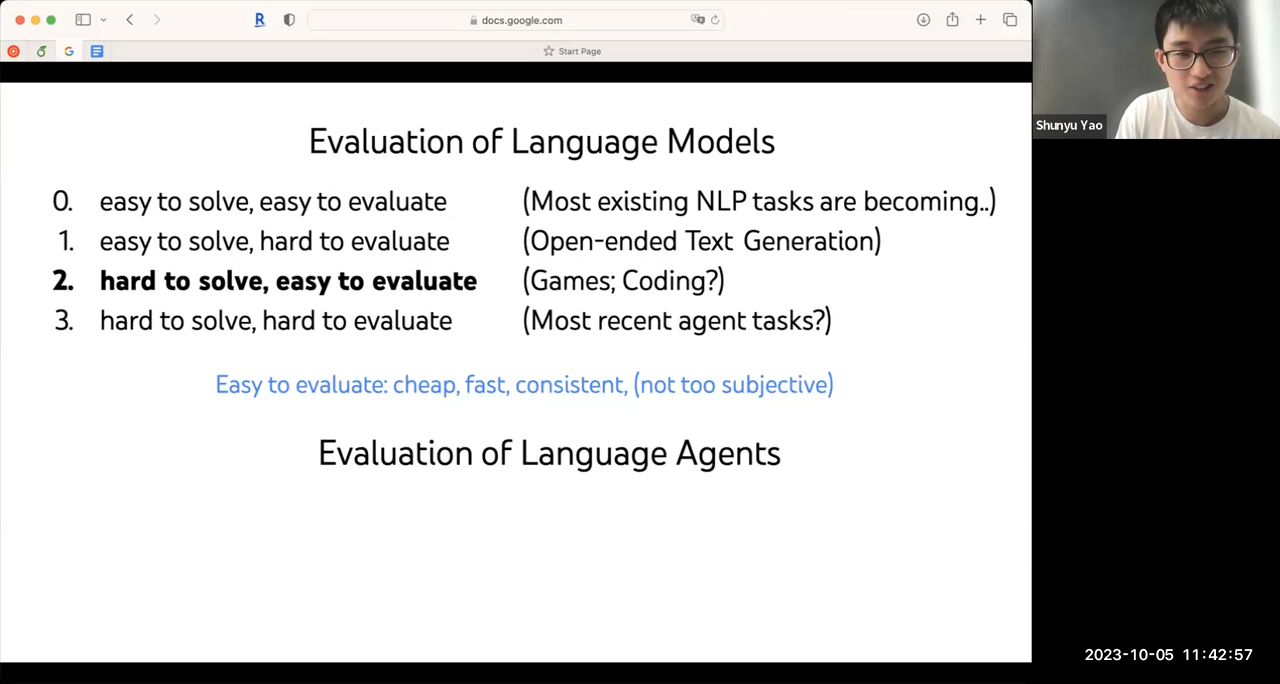 docs.google.com
Start Page
Shunyu Yao
Evaluation of Language Models
0. easy to solve, easy to evaluate (Most existing NLP tasks are becoming..)
1. easy to solve, hard to evaluate (Open-ended Text Generation)
2. hard to solve, easy to evaluate (Games; Coding?)
3. hard to solve, hard to evaluate (Most recent agent tasks?)
Easy to evaluate: cheap, fast, consistent, (not too subjective)
Evaluation of Language Agents
2023-10-05 11:42:57